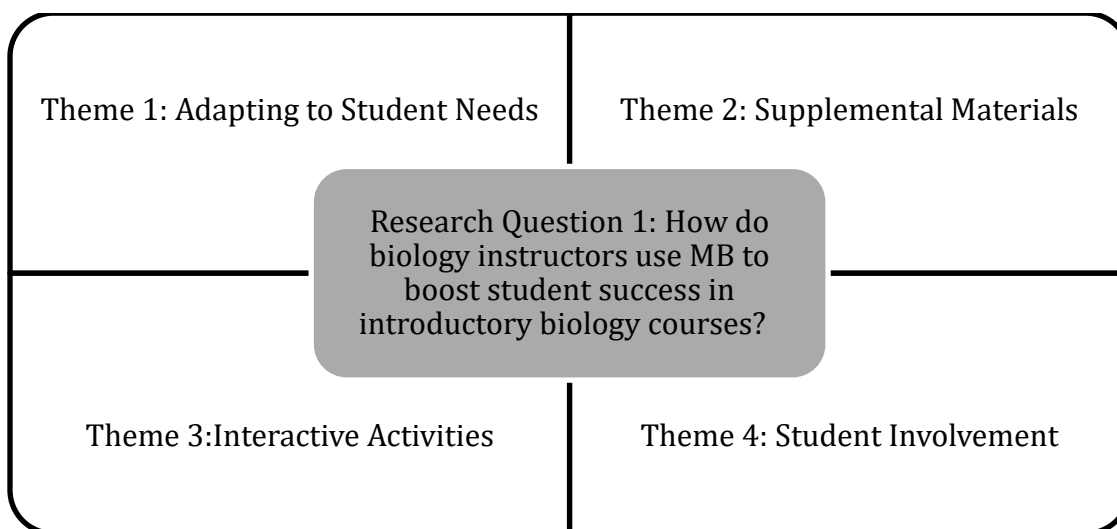 Theme 1: Adapting to Student Needs
Theme 2: Supplemental Materials
Research Question 1: How do
biology instructors use MB to
boost student success in
introductory biology courses?
Theme 3:Interactive Activities
Theme 4: Student Involvement